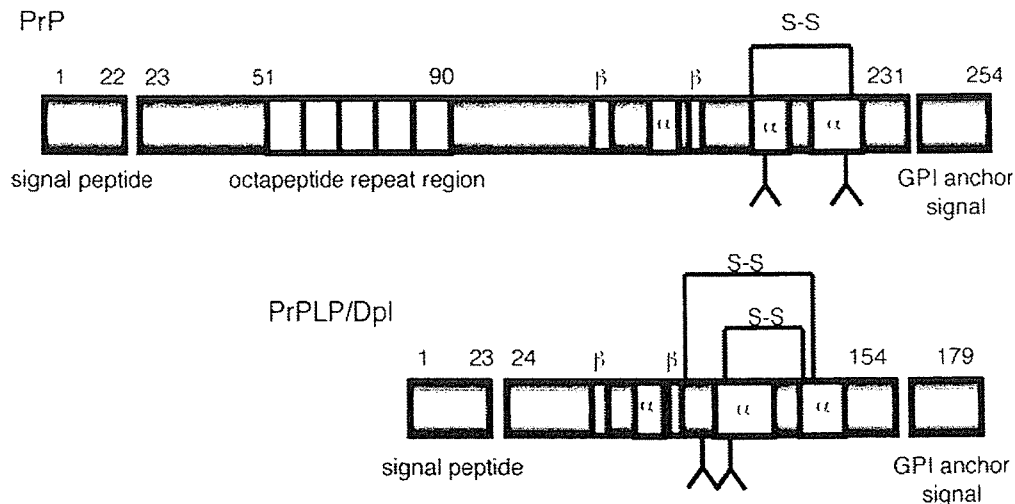 PrP
S-S
1 22 23 51 90 β β 231 254
α α α
signal peptide octapeptide repeat region GPI anchor
signal
S-S
PrPLP/Dpl
S-S
1 23 24 β β 154 179
α α α
signal peptide GPI anchor
signal